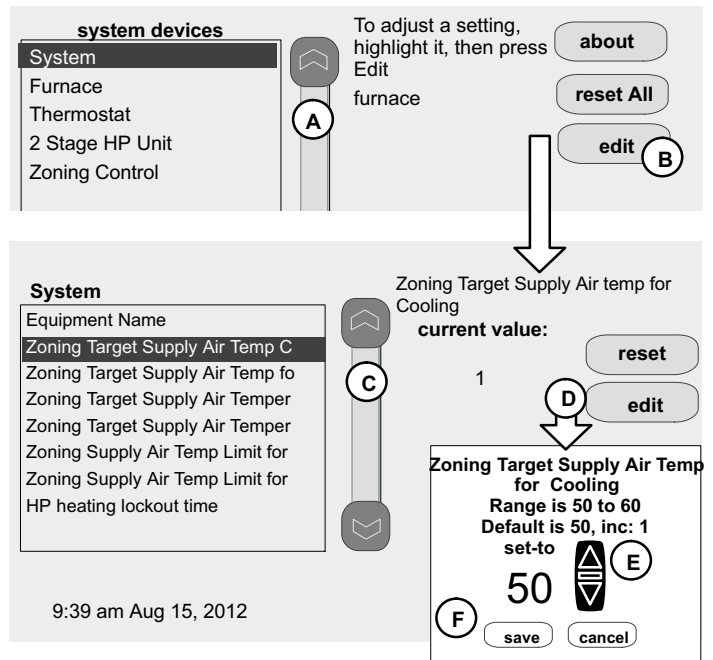 system devices
System
Furnace
Thermostat
2 Stage HP Unit
Zoning Control
A
To adjust a setting,
highlight it, then press
Edit
furnace
about
reset All
edit
B
System
Equipment Name
Zoning Target Supply Air Temp C
Zoning Target Supply Air Temp fo
Zoning Target Supply Air Temper
Zoning Target Supply Air Temper
Zoning Supply Air Temp Limit for
Zoning Supply Air Temp Limit for
HP heating lockout time
C
9:39 am Aug 15, 2012
Zoning Target Supply Air temp for
Cooling
current value:
1
reset
D
edit
Zoning Target Supply Air Temp
for Cooling
Range is 50 to 60
Default is 50, inc: 1
set-to
50
E
F
save
cancel